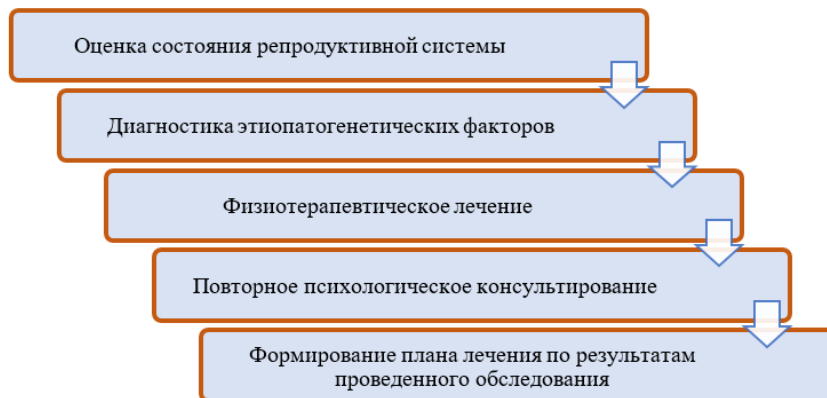 Оценка состояния репродуктивной системы
Диагностика этиопатогенетических факторов
Физиотерапевтическое лечение
Повторное психологическое консультирование
Формирование плана лечения по результатам
проведенного обследования